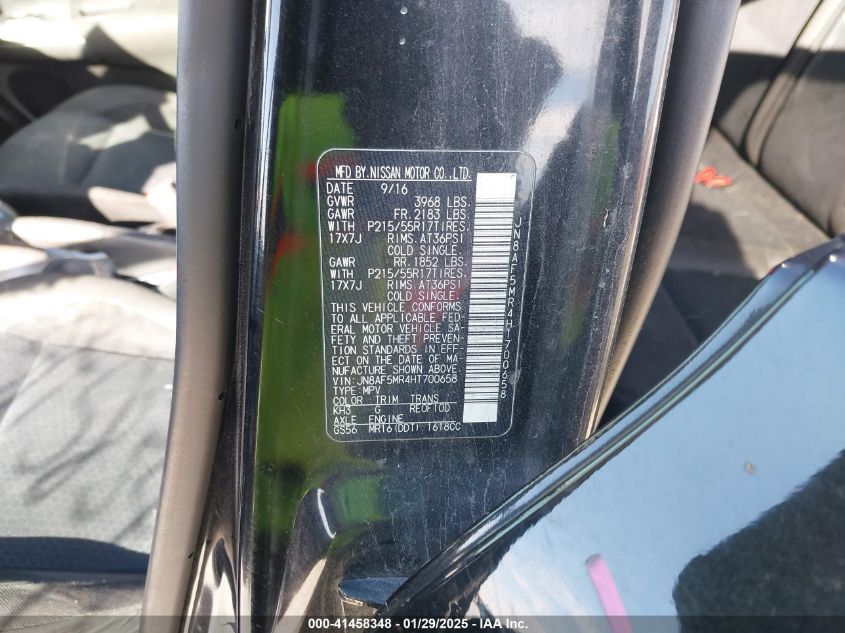 MFD BY.NISSAN MOTOR CO.,LTD.
DATE 9/16
GVWR 3968 LBS.
GAWR FR.2183 LBS.
WITH P215/55R17TIRES.
17X7J RIMS.AT36PSI
COLD SINGLE.
GAWR RR.1852 LBS.
WITH P215/55R17TIRES.
17X7J RIMS.AT36PSI
COLD SINGLE.
THIS VEHICLE CONFORMS
TO ALL APPLICABLE FED-
ERAL MOTOR VEHICLE SA-
FETY AND THEFT PREVEN-
TION STANDARDS IN EFF-
ECT ON THE DATE OF MA-
NUFACTURE SHOWN ABOVE.
VIN:JN8AF5MR4HT700658
TYPE:MPV
COLOR TRIM TRANS
KH3 G RE0F10D
AXLE ENGINE
GS56 MR16(DDT) 1618CC
JN8AF5MR4HT700658
000-41458348 - 01/29/2025 - IAA Inc.